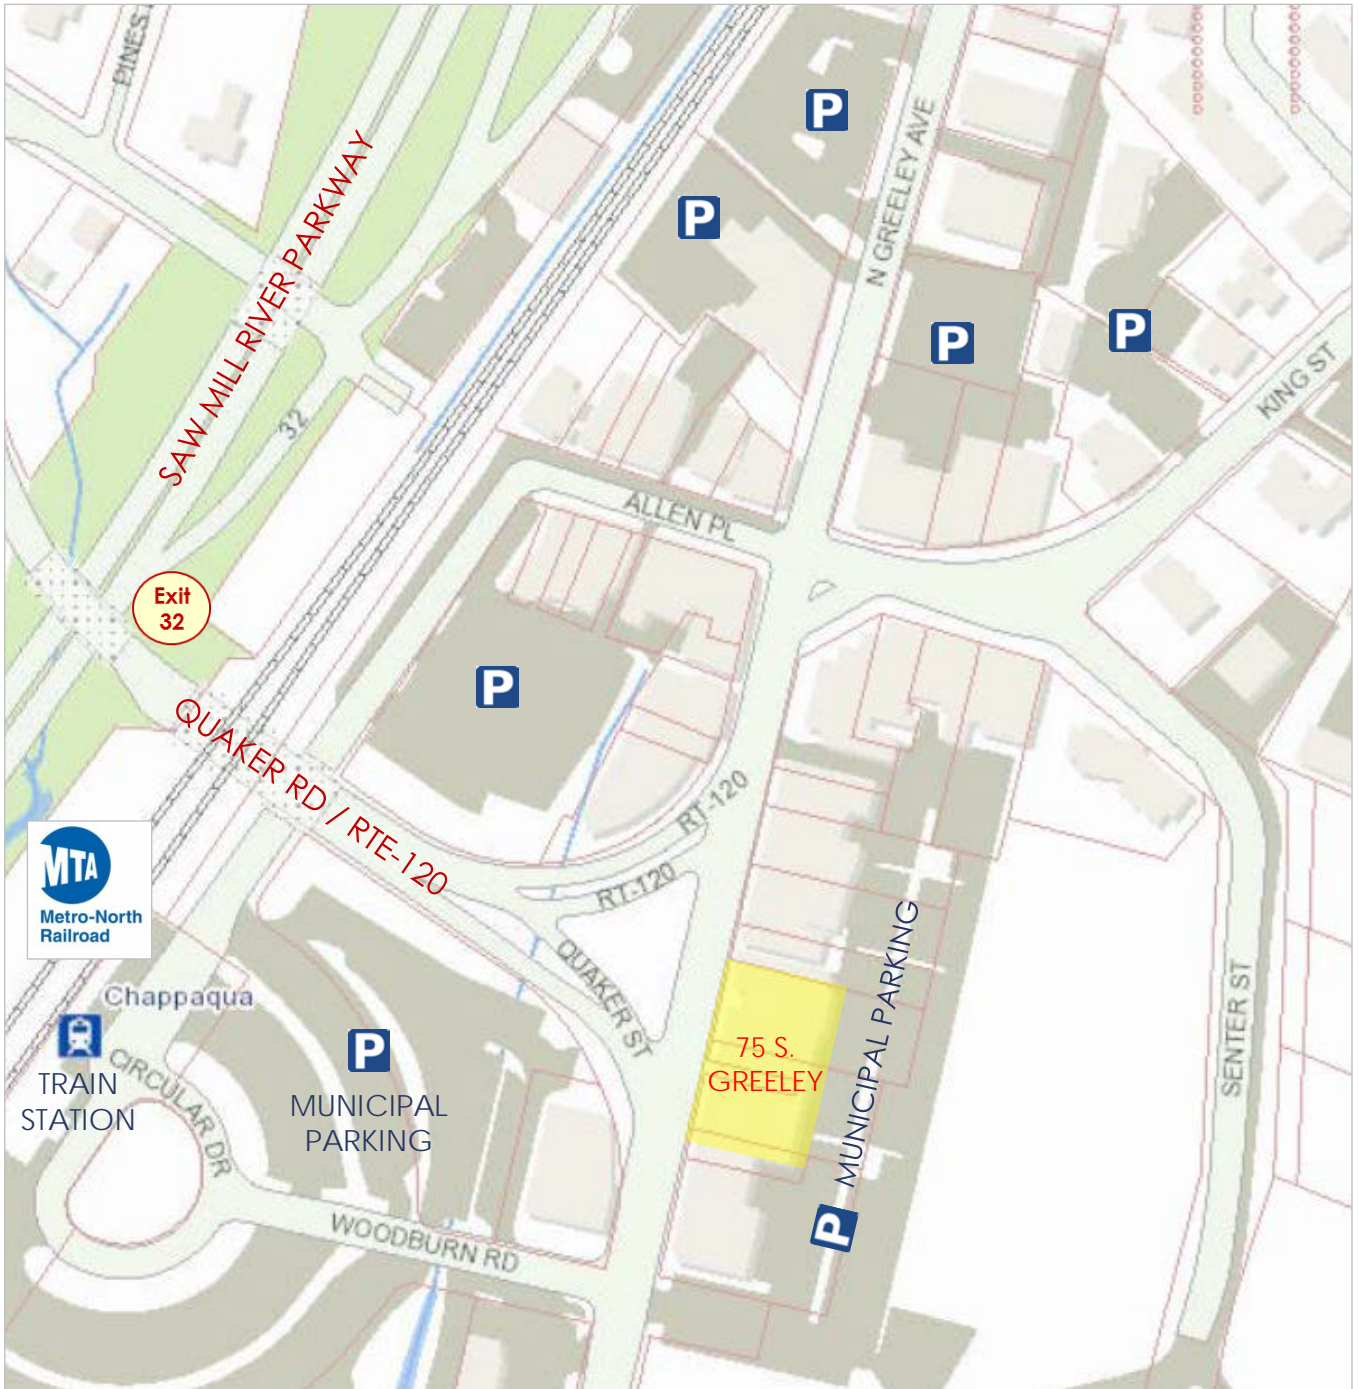 PINES
P
N GREELEY AVE
P
SAW MILL RIVER PARKWAY
P
P
KING ST
32
ALLEN PL
Exit
32
P
QUAKER RD / RTE-120
RT-120
RT-120
MTA
Metro-North
Railroad
QUAKER ST
MUNICIPAL PARKING
P
SENTER ST
Chappaqua
TRAIN
STATION
CIRCULAR DR
P
MUNICIPAL
PARKING
75 S.
GREELEY
WOODBURN RD